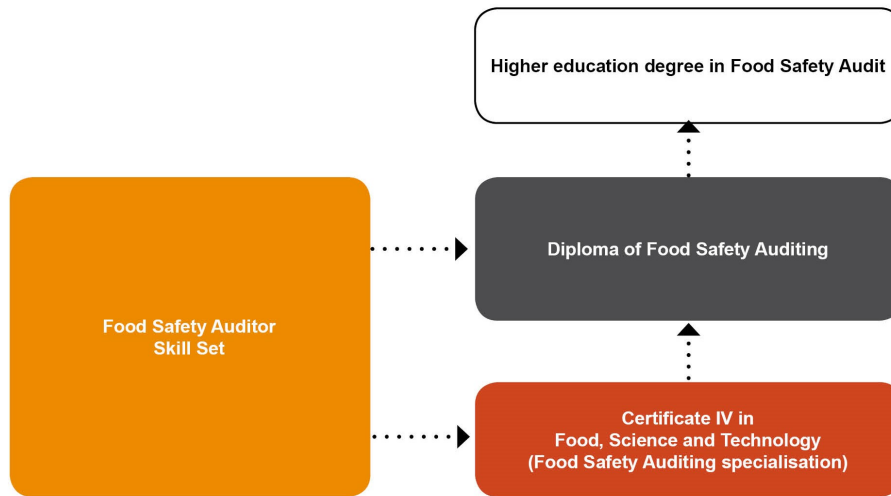 Higher education degree in Food Safety Audit
Diploma of Food Safety Auditing
Food Safety Auditor
Skill Set
Certificate IV in
Food, Science and Technology
(Food Safety Auditing specialisation)